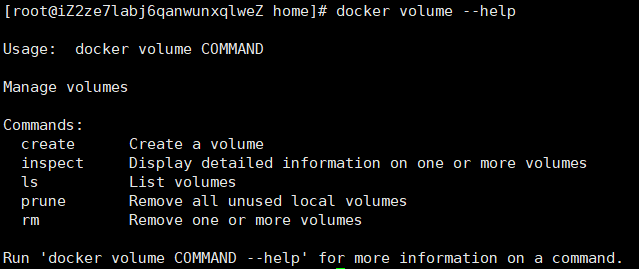 [root@iZ2ze7labj6qanwunxqlweZ home]# docker volume --help
Usage:  docker volume COMMAND
Manage volumes
Commands:
  create      Create a volume
  inspect     Display detailed information on one or more volumes
  ls          List volumes
  prune       Remove all unused local volumes
  rm          Remove one or more volumes
Run 'docker volume COMMAND --help' for more information on a command.